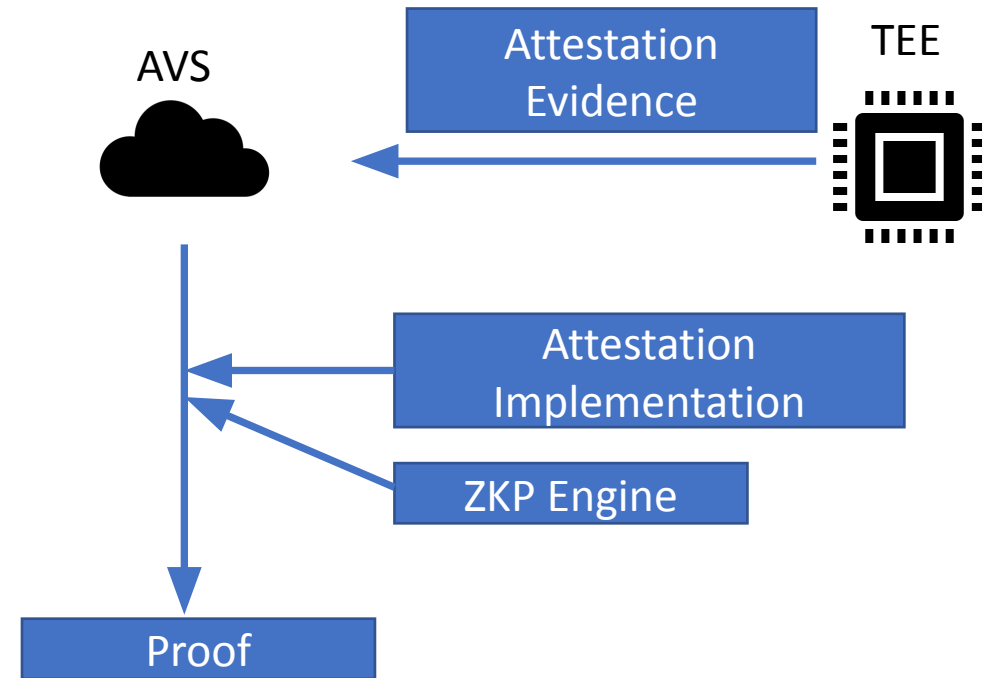 AVS
Attestation
Evidence
TEE
Attestation
Implementation
ZKP Engine
Proof